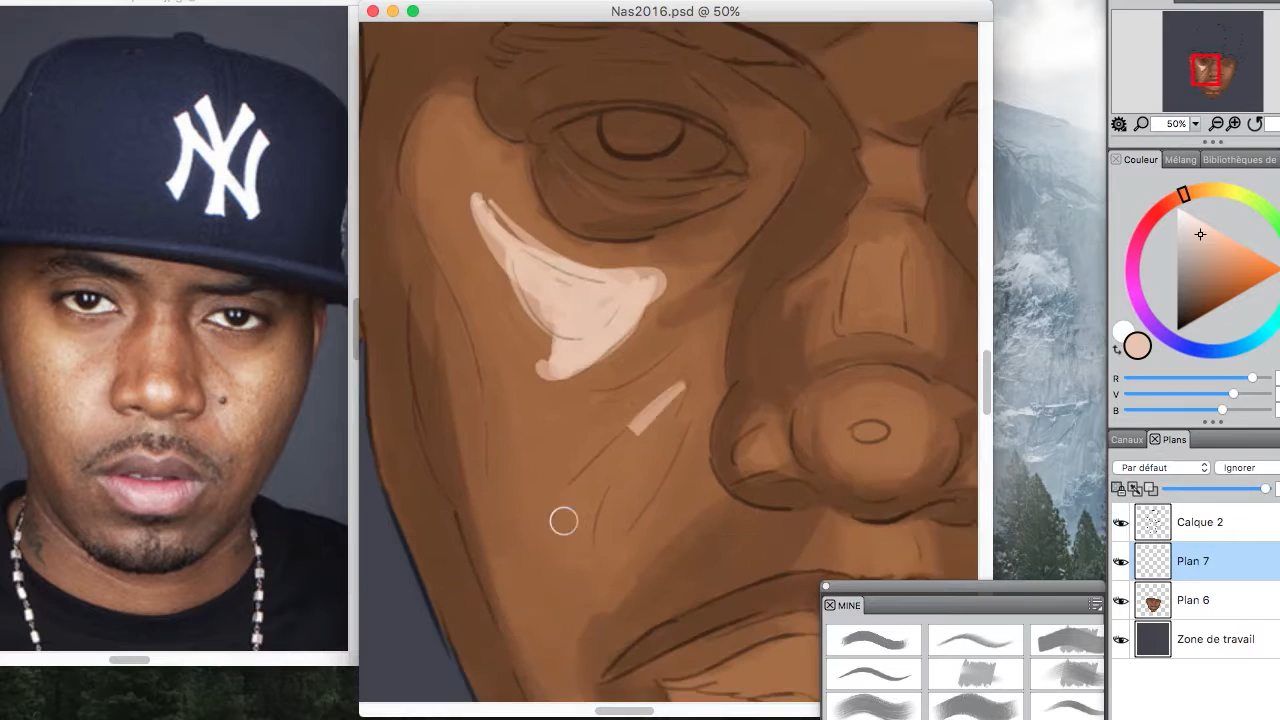 NY
Nas2016.psd @ 50%
50%
Couleur
Mélang
Bibliothèques de
R
V
B
Canaux
Plans
Par défaut
Ignorer
Calque 2
Plan 7
Plan 6
Zone de travail
MINE